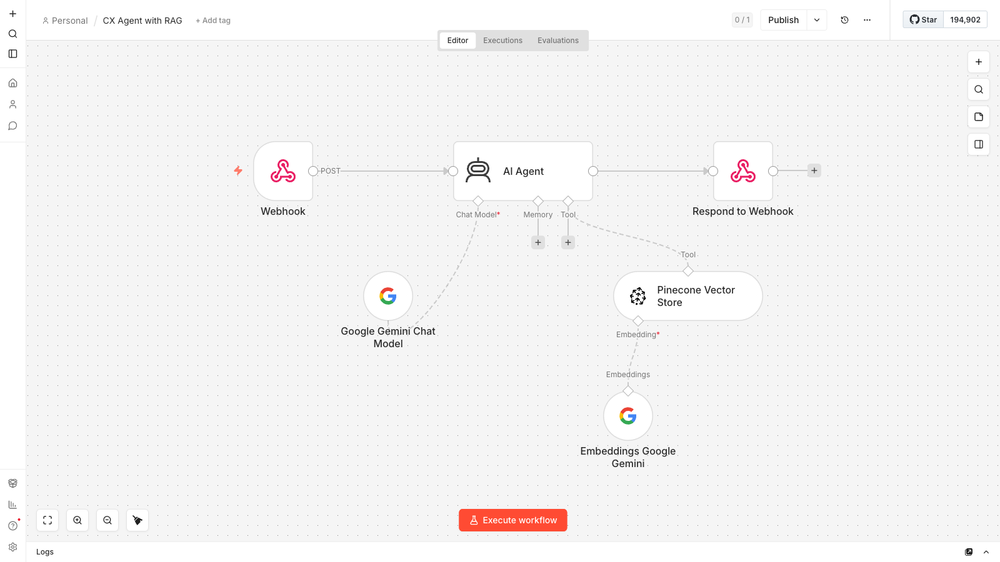 Personal / CX Agent with RAG + Add tag
0 / 1
Publish
Star 194,902
Editor Executions Evaluations
POST
AI Agent
Webhook
Chat Model*
Memory
Tool
Respond to Webhook
Tool
Pinecone Vector
Store
Google Gemini Chat
Model
Embedding*
Embeddings
Embeddings Google
Gemini
Execute workflow
Logs